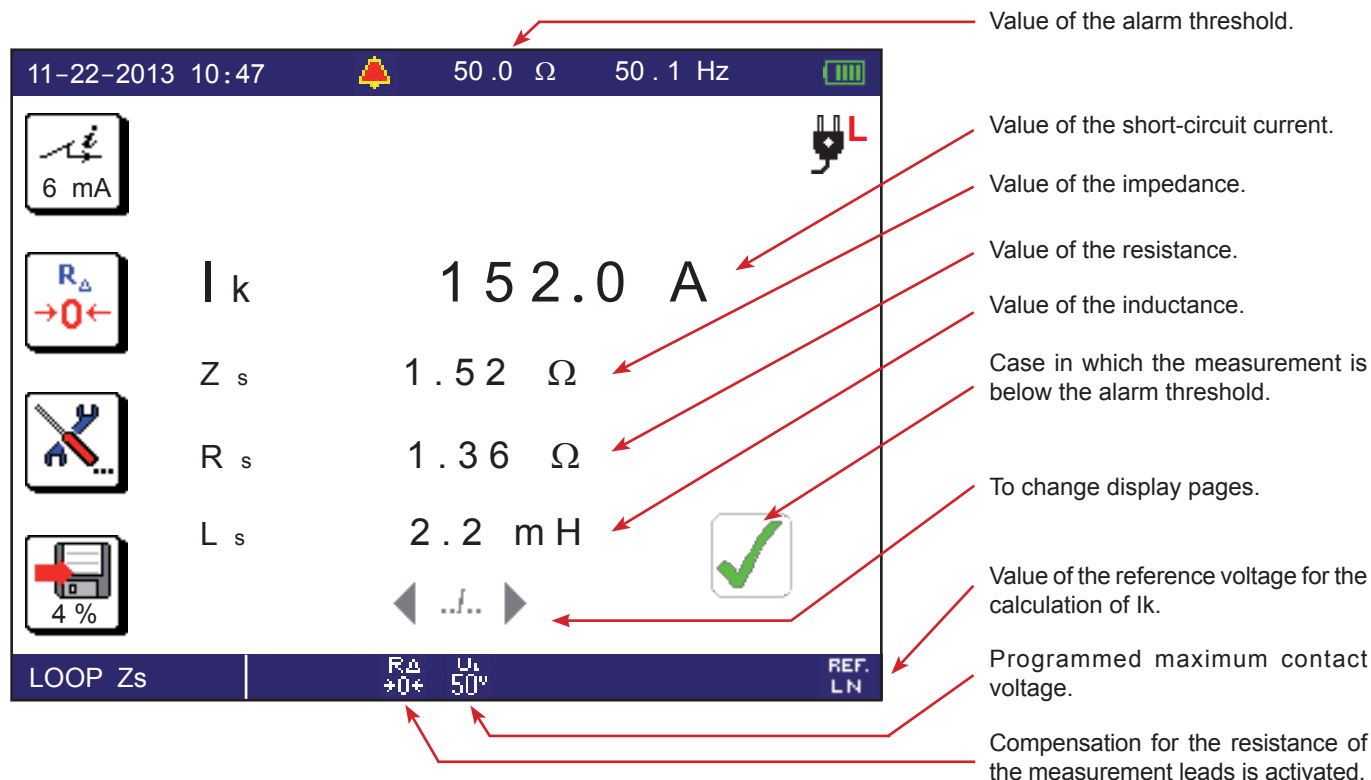 Value of the alarm threshold.
11-22-2013 10:47 50.0 Ω 50.1 Hz
L
6 mA
Value of the short-circuit current.
Value of the impedance.
Value of the resistance.
Value of the inductance.
Case in which the measurement is
below the alarm threshold.
To change display pages.
Value of the reference voltage for the
calculation of Ik.
Programmed maximum contact
voltage.
Compensation for the resistance of
the measurement leads is activated.
RΔ
→0←
Ik 152.0 A
Zs 1.52 Ω
Rs 1.36 Ω
Ls 2.2 mH
../..
4 %
LOOP Zs
RΔ
→0←
UL
50V
REF.
LN